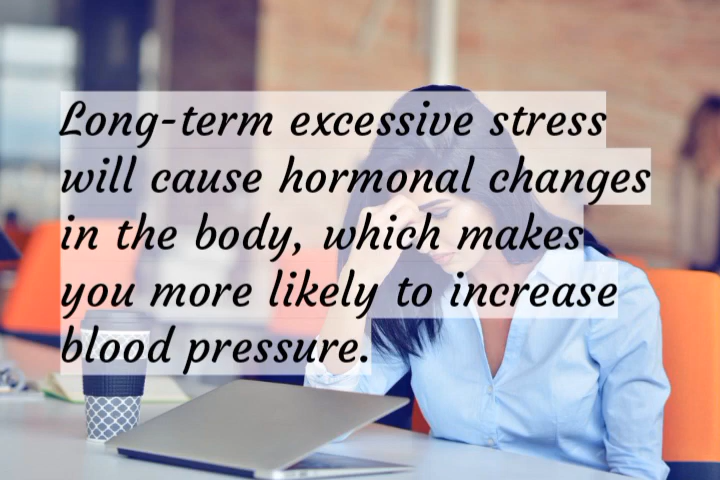 Long-term excessive stress
will cause hormonal changes
in the body, which makes
you more likely to increase
blood pressure.